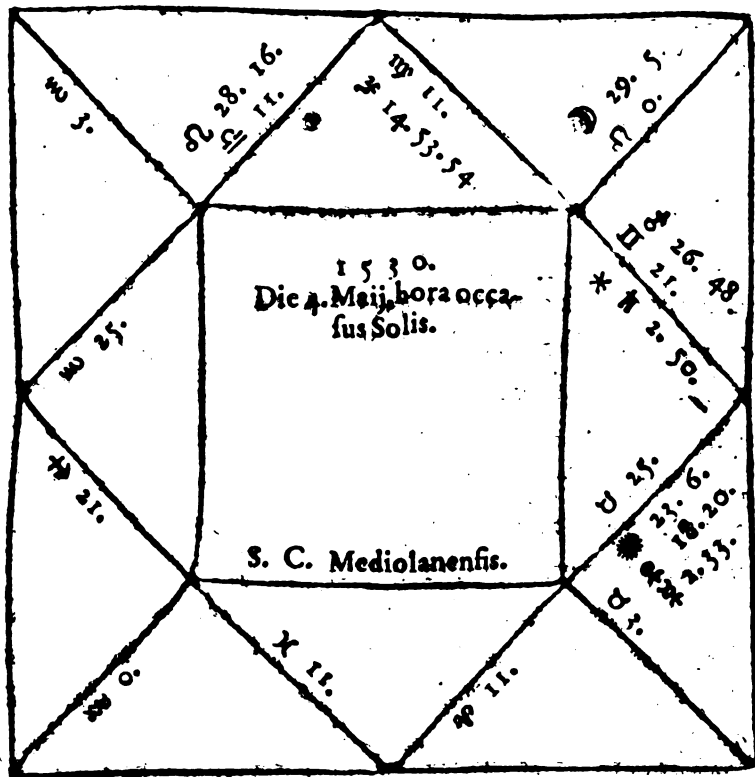 ♏ 3.
♌ 28. 16.
♎ 11.
♍ 11.
14. 53. 54
☽ 29. 5.
♌ 0.
26. 48.
♊ 21.
✶ ♄ 2. 50.
1530.
Die 4. Maij, hora occa-
ſus Solis.
♏ 25.
♐ 21.
♉ 25.
23. 6.
18. 20.
2. 33.
♉ 3.
S. C. Mediolanenſis.
♒ 0.
♓ 11.
♈ 11.